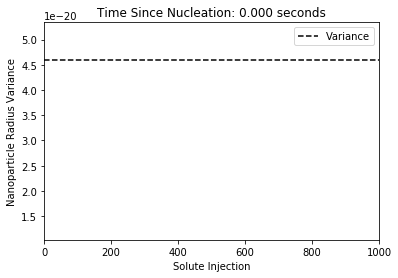 Time Since Nucleation: 0.000 seconds
1e−20
Variance
5.0
4.5
4.0
3.5
3.0
2.5
2.0
1.5
Nanoparticle Radius Variance
0 200 400 600 800 1000
Solute Injection